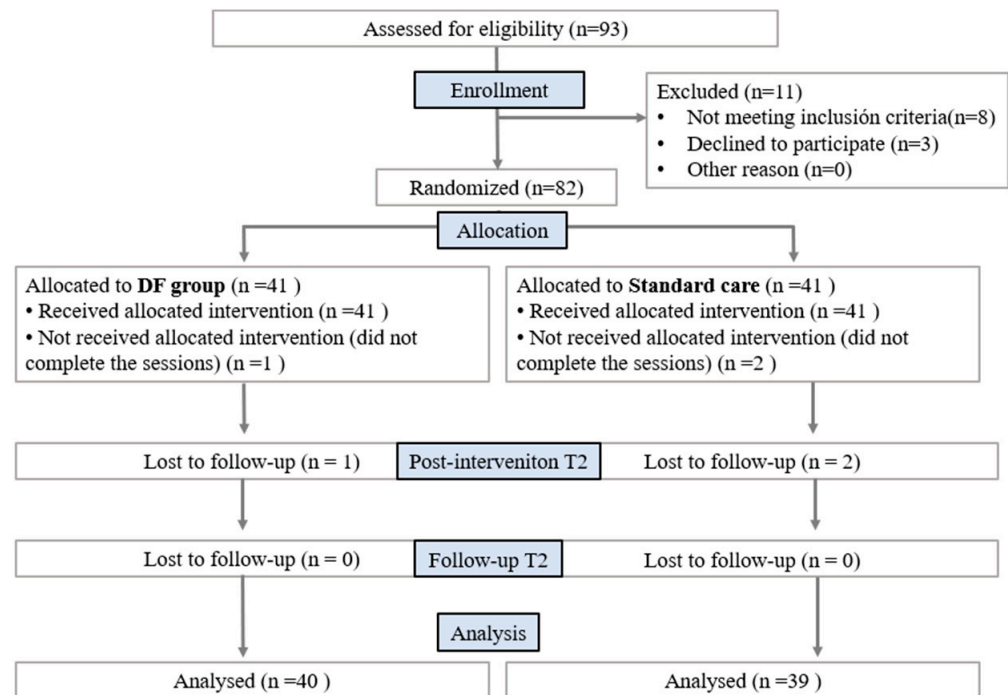 Assessed for eligibility (n=93)
Enrollment
Excluded (n=11)
• Not meeting inclusión criteria(n=8)
• Declined to participate (n=3)
• Other reason (n=0)
Randomized (n=82)
Allocation
Allocated to DF group (n =41 )
• Received allocated intervention (n =41 )
• Not received allocated intervention (did not
complete the sessions) (n =1 )
Allocated to Standard care (n =41 )
• Received allocated intervention (n =41 )
• Not received allocated intervention (did not
complete the sessions) (n =2 )
Lost to follow-up (n = 1)
Post-interveniton T2
Lost to follow-up (n = 2)
Lost to follow-up (n = 0)
Follow-up T2
Lost to follow-up (n = 0)
Analysis
Analysed (n =40 )
Analysed (n =39 )